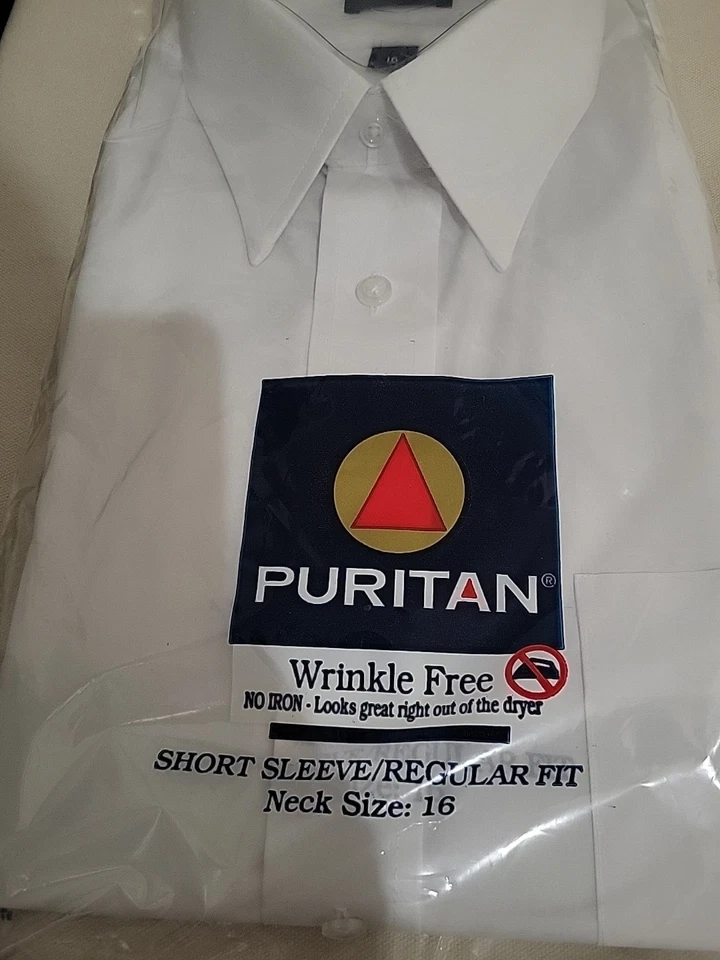 16
PURITAN®
Wrinkle Free
NO IRON - Looks great right out of the dryer
SHORT SLEEVE/REGULAR FIT
Neck Size: 16